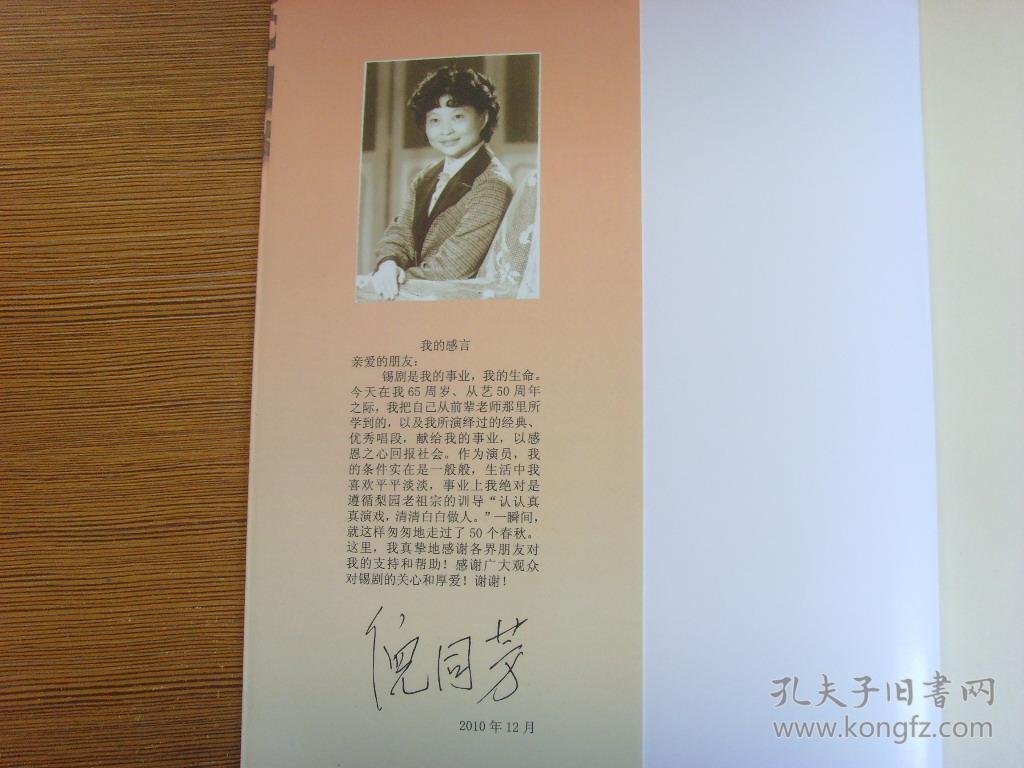 我的感言
亲爱的朋友：
锡剧是我的事业，我的生命。
今天在我65周岁、从艺50周年
之际，我把自己从前辈老师那里所
学到的，以及我所演绎过的经典、
优秀唱段，献给我的事业，以感
恩之心回报社会。作为演员，我
的条件实在是一般般，生活中我
喜欢平平淡淡，事业上我绝对是
遵循梨园老祖宗的训导“认认真
真演戏，清清白白做人。”一瞬间，
就这样匆匆地走过了50个春秋。
这里，我真挚地感谢各界朋友对
我的支持和帮助！感谢广大观众
对锡剧的关心和厚爱！谢谢！
倪同芳
2010年12月
孔夫子旧书网
www.kongfz.com